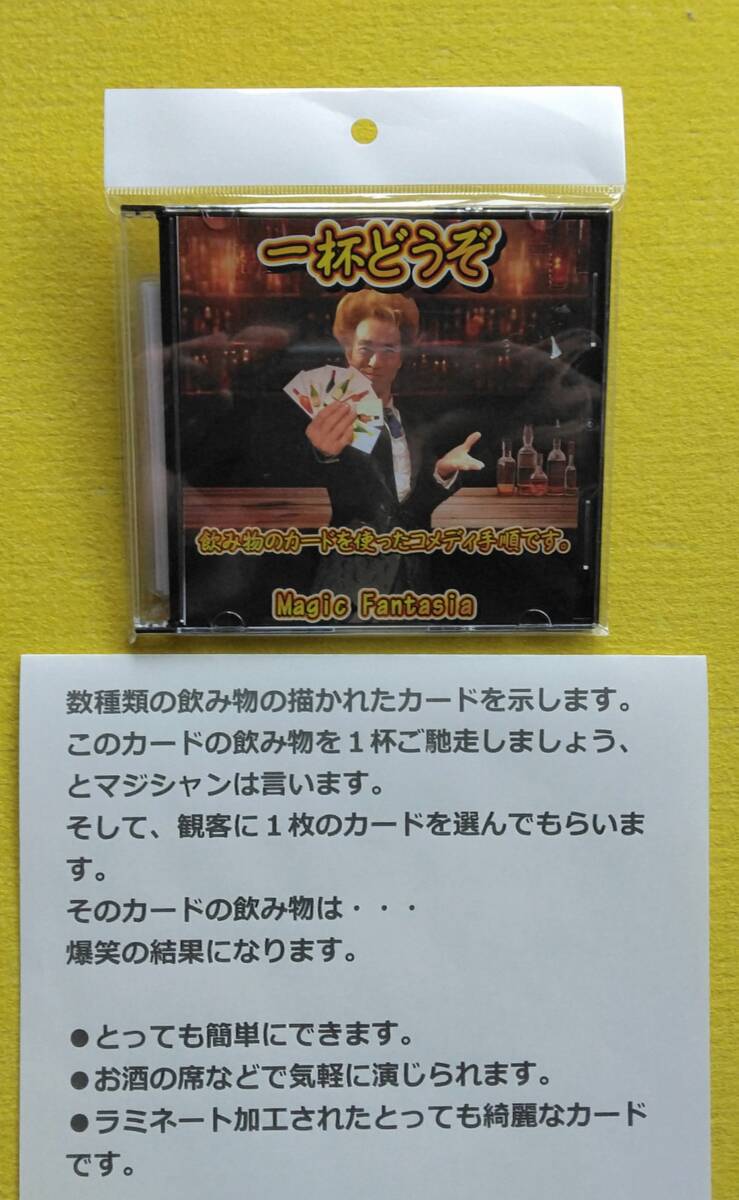 一杯どうぞ
飲み物のカードを使ったコメディ手順です。
Magic Fantasia
数種類の飲み物の描かれたカードを示します。
このカードの飲み物を１杯ご馳走しましょう、
とマジシャンは言います。
そして、観客に１枚のカードを選んでもらいま
す。
そのカードの飲み物は・・・
爆笑の結果になります。
●とっても簡単にできます。
●お酒の席などで気軽に演じられます。
●ラミネート加工されたとっても綺麗なカード
です。